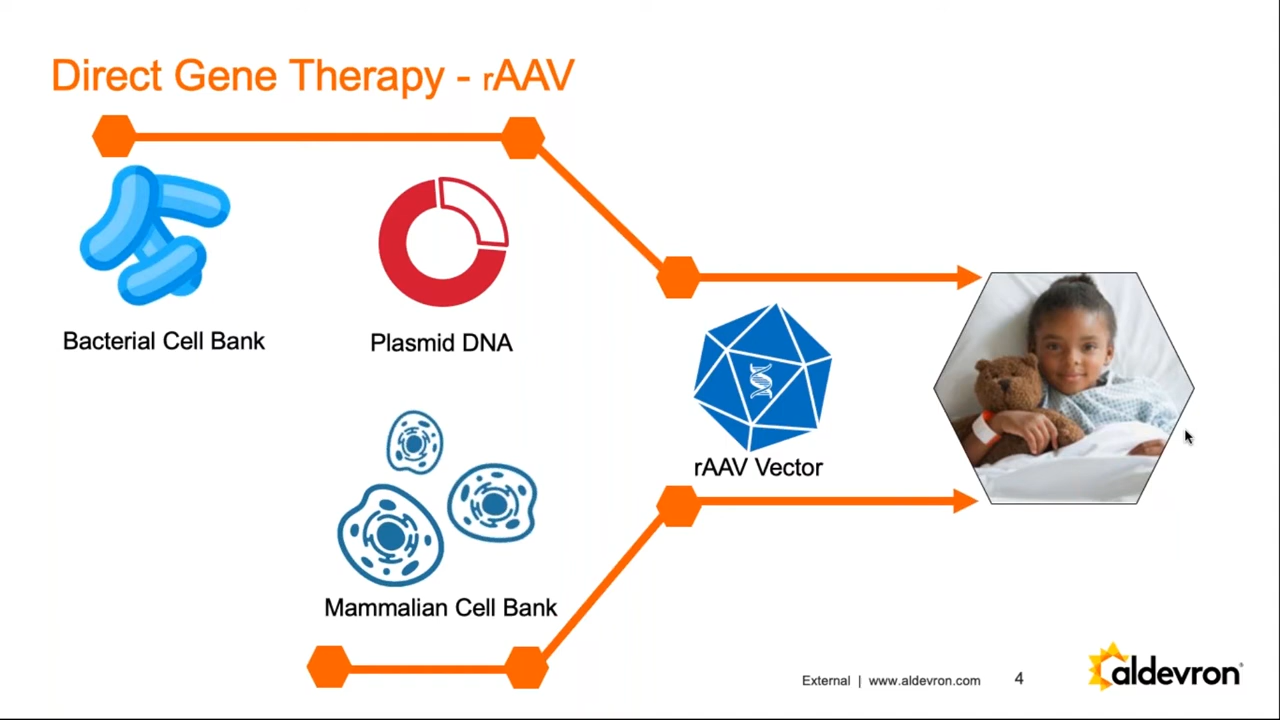 Direct Gene Therapy - rAAV
Bacterial Cell Bank
Plasmid DNA
rAAV Vector
Mammalian Cell Bank
External | www.aldevron.com 4
aldevron